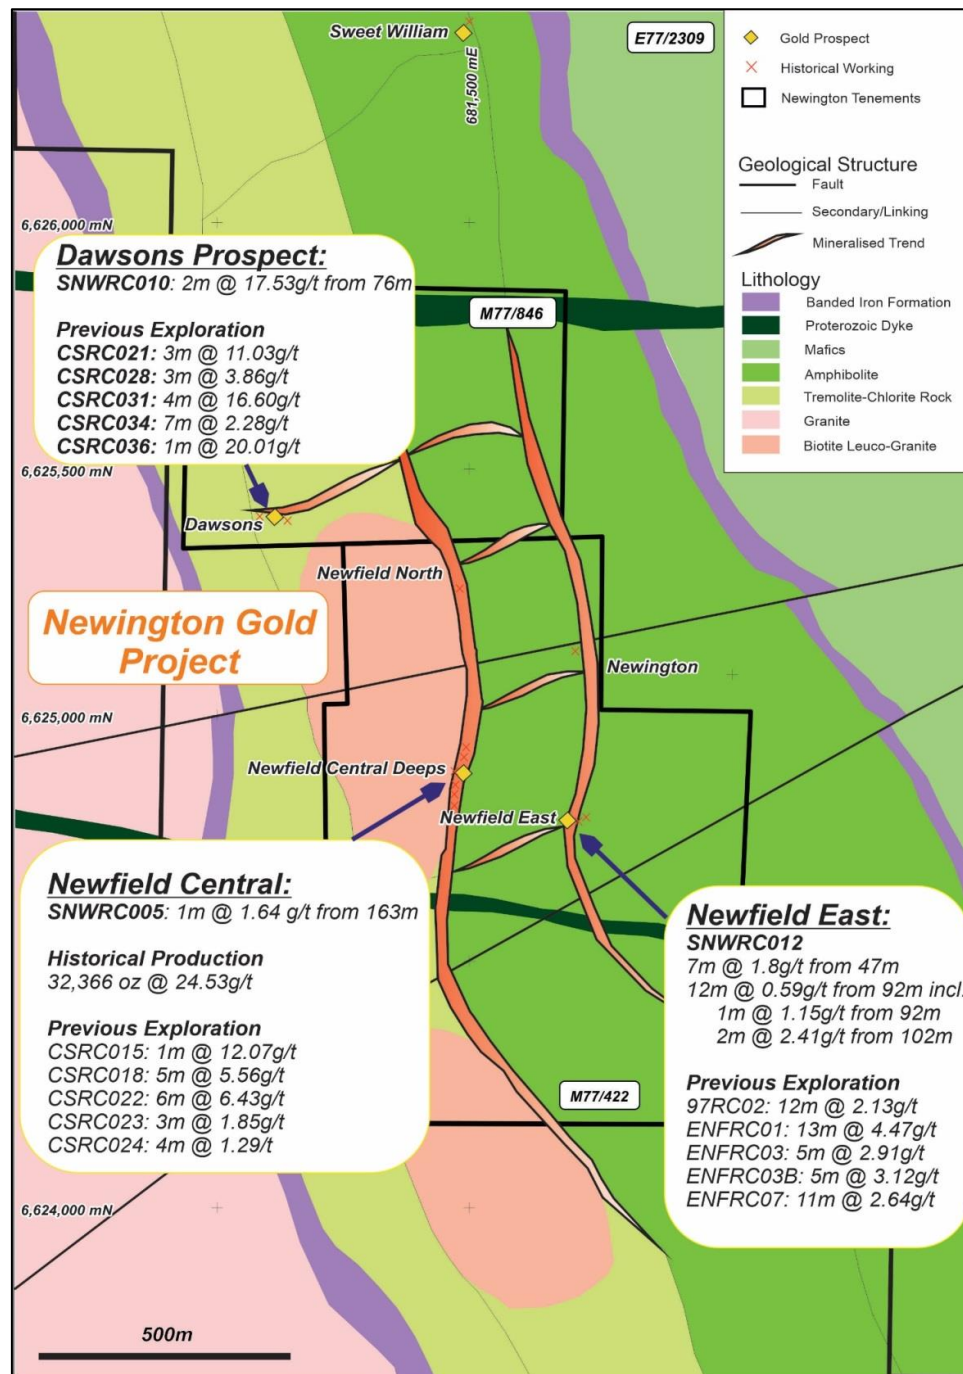 Sweet William
681,500 mE
E77/2309
Gold Prospect
Historical Working
Newington Tenements
Geological Structure
Fault
Secondary/Linking
Mineralised Trend
Lithology
Banded Iron Formation
Proterozoic Dyke
Mafics
Amphibolite
Tremolite-Chlorite Rock
Granite
Biotite Leuco-Granite
6,626,000 mN
Dawsons Prospect:
SNWRC010: 2m @ 17.53g/t from 76m
Previous Exploration
CSRC021: 3m @ 11.03g/t
CSRC028: 3m @ 3.86g/t
CSRC031: 4m @ 16.60g/t
CSRC034: 7m @ 2.28g/t
CSRC036: 1m @ 20.01g/t
M77/846
6,625,500 mN
Dawsons
Newfield North
Newington Gold
Project
Newington
6,625,000 mN
Newfield Central Deeps
Newfield East
Newfield Central:
SNWRC005: 1m @ 1.64 g/t from 163m
Historical Production
32,366 oz @ 24.53g/t
Previous Exploration
CSRC015: 1m @ 12.07g/t
CSRC018: 5m @ 5.56g/t
CSRC022: 6m @ 6.43g/t
CSRC023: 3m @ 1.85g/t
CSRC024: 4m @ 1.29/t
Newfield East:
SNWRC012
7m @ 1.8g/t from 47m
12m @ 0.59g/t from 92m incl.
1m @ 1.15g/t from 92m
2m @ 2.41g/t from 102m
Previous Exploration
97RC02: 12m @ 2.13g/t
ENFRC01: 13m @ 4.47g/t
ENFRC03: 5m @ 2.91g/t
ENFRC03B: 5m @ 3.12g/t
ENFRC07: 11m @ 2.64g/t
M77/422
6,624,000 mN
500m